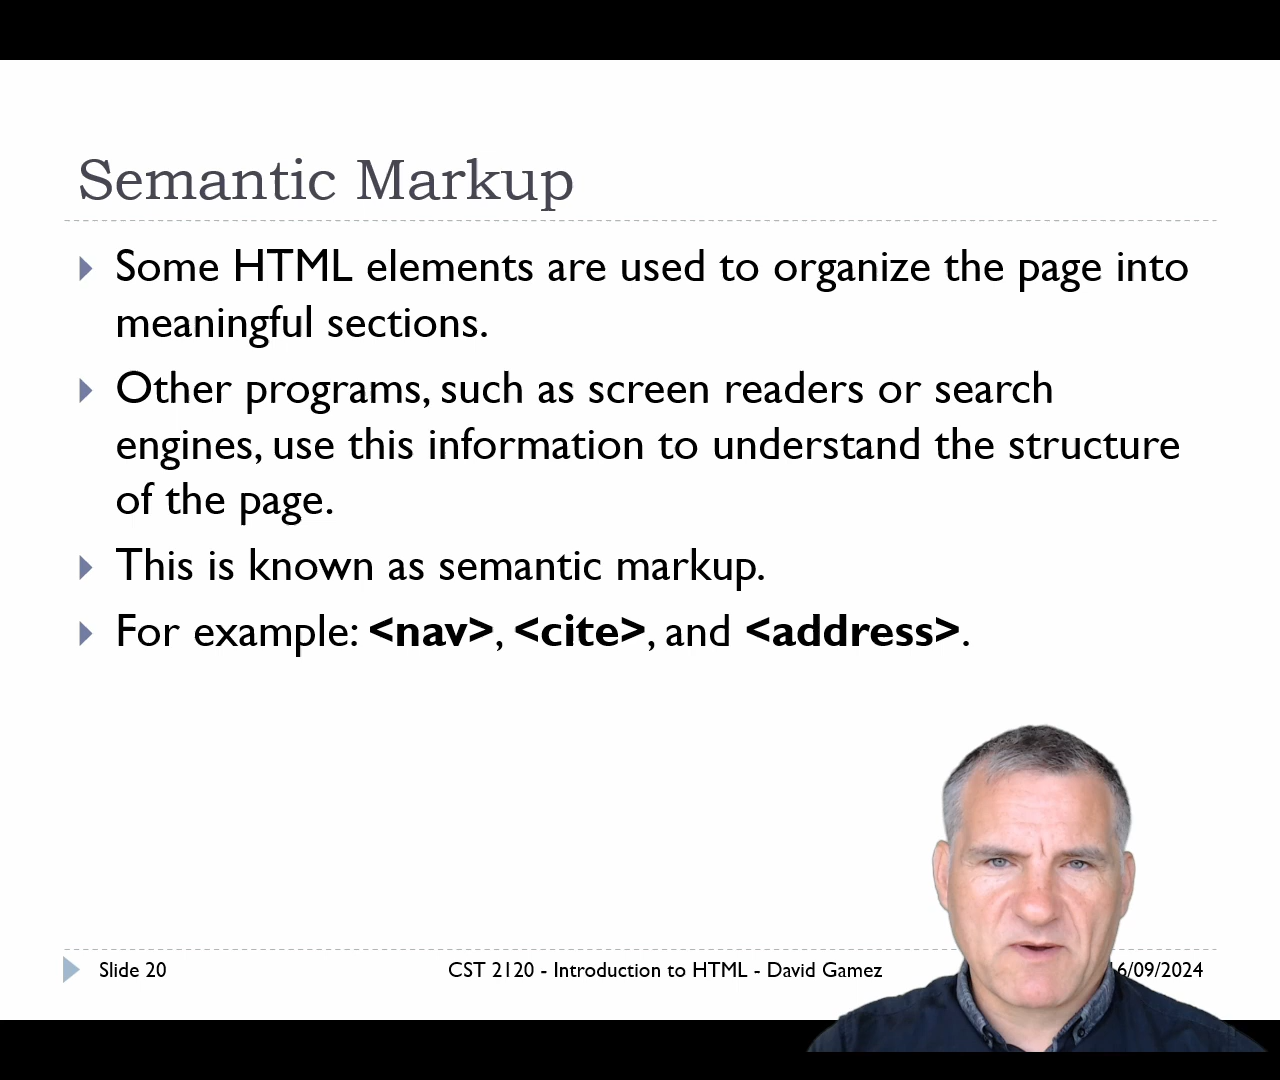 Semantic Markup
Some HTML elements are used to organize the page into
meaningful sections.
Other programs, such as screen readers or search
engines, use this information to understand the structure
of the page.
This is known as semantic markup.
For example: <nav>, <cite>, and <address>.
Slide 20
CST 2120 - Introduction to HTML - David Gamez
6/09/2024